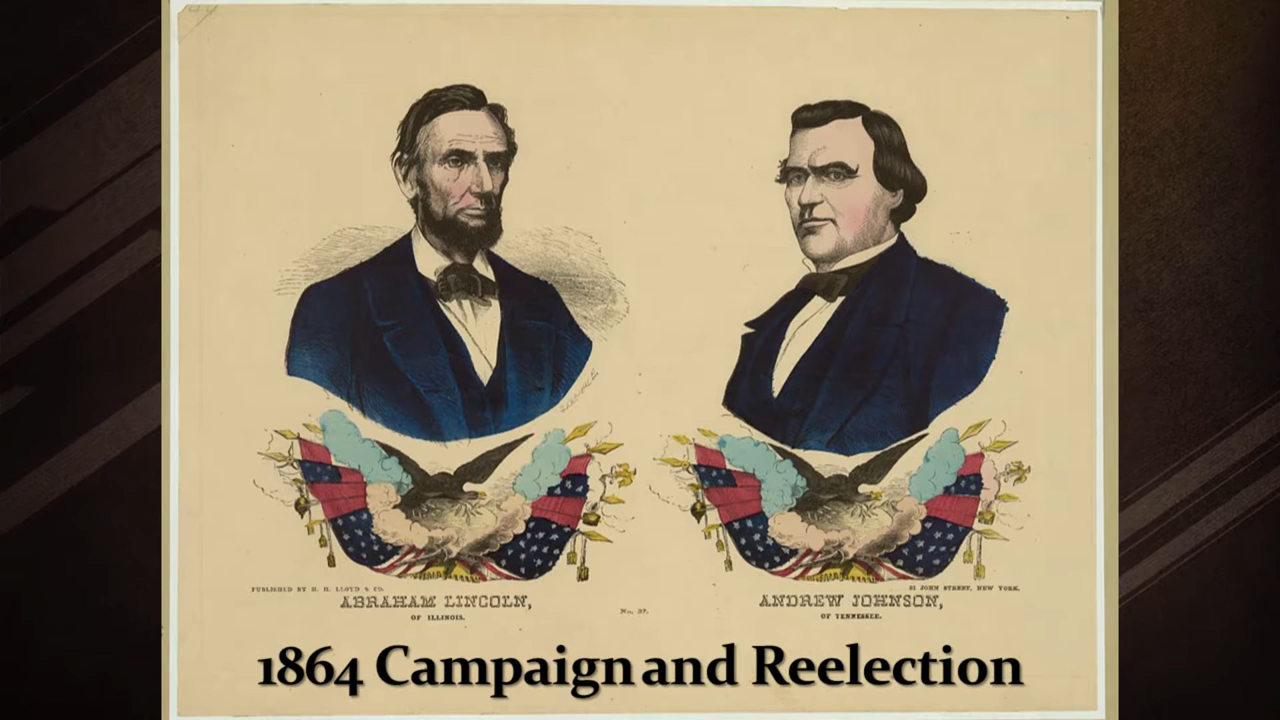 PUBLISHED BY H. H. LLOYD & CO.
81 JOHN STREET, NEW YORK.
ABRAHAM LINCOLN,
OF ILLINOIS.
No. 37.
ANDREW JOHNSON,
OF TENNESSEE.
1864 Campaign and Reelection